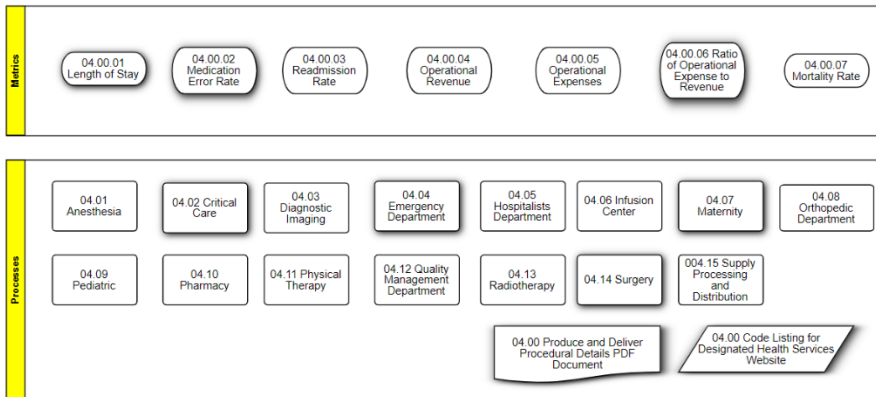 Metrics
04.00.01
Length of Stay
04.00.02
Medication
Error Rate
04.00.03
Readmission
Rate
04.00.04
Operational
Revenue
04.00.05
Operational
Expenses
04.00.06 Ratio
of Operational
Expense to
Revenue
04.00.07
Mortality Rate
Processes
04.01
Anesthesia
04.02 Critical
Care
04.03
Diagnostic
Imaging
04.04
Emergency
Department
04.05
Hospitalists
Department
04.06 Infusion
Center
04.07
Maternity
04.08
Orthopedic
Department
04.09
Pediatric
04.10
Pharmacy
04.11 Physical
Therapy
04.12 Quality
Management
Department
04.13
Radiotherapy
04.14 Surgery
004.15 Supply
Processing
and
Distribution
04.00 Produce and Deliver
Procedural Details PDF
Document
04.00 Code Listing for
Designated Health Services
Website